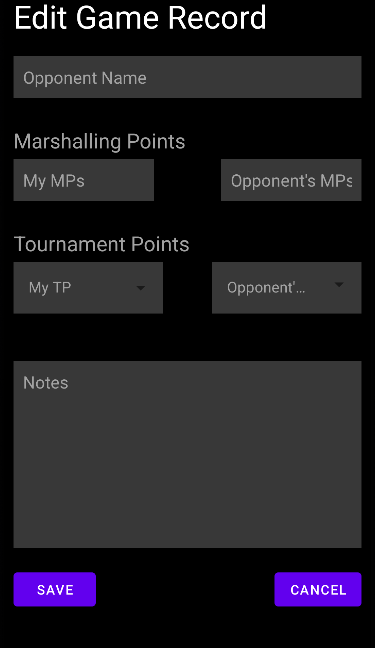 Edit Game Record
Opponent Name
Marshalling Points
My MPs
Opponent's MPs
Tournament Points
My TP
Opponent'...
Notes
SAVE
CANCEL